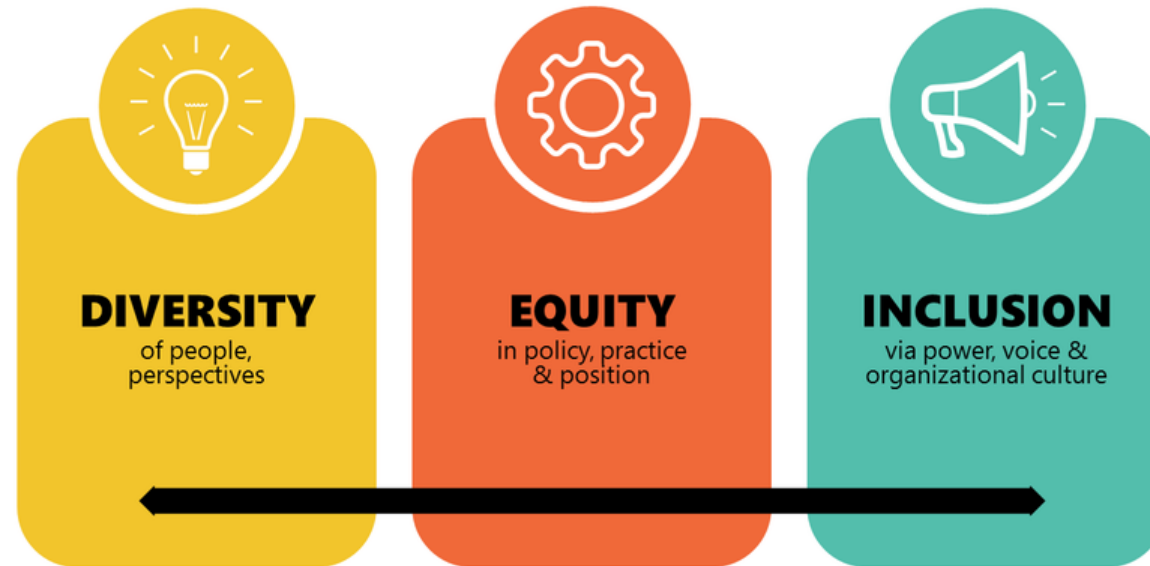 DIVERSITY
of people,
perspectives
EQUITY
in policy, practice
& position
INCLUSION
via power, voice &
organizational culture